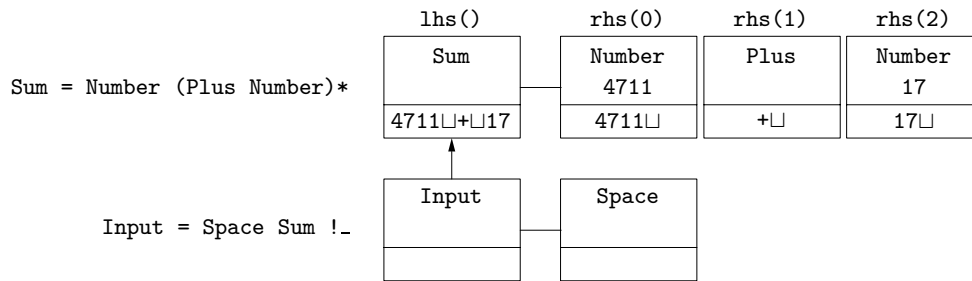 lhs() rhs(0) rhs(1) rhs(2)
Sum Number Plus Number
Sum = Number (Plus Number)* 4711 17
4711␣+␣17 4711␣ +␣ 17␣
Input Space
Input = Space Sum !_